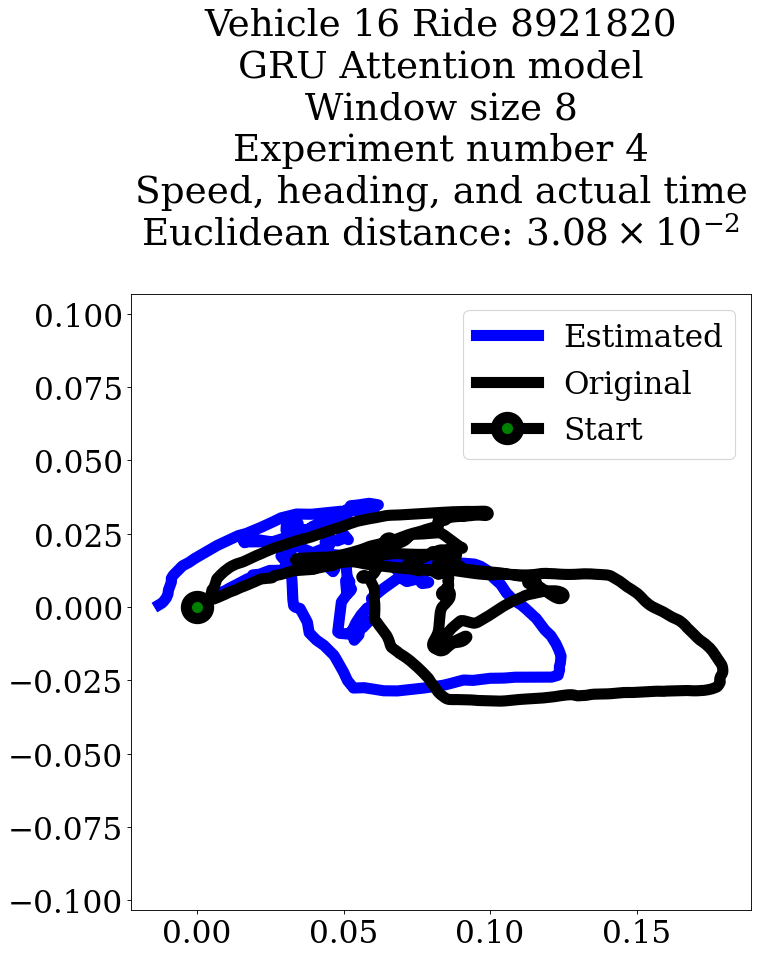 Vehicle 16 Ride 8921820
GRU Attention model
Window size 8
Experiment number 4
Speed, heading, and actual time
Euclidean distance: 3.08 × 10⁻²
Estimated
Original
Start
0.100
0.075
0.050
0.025
0.000
−0.025
−0.050
−0.075
−0.100
0.00 0.05 0.10 0.15